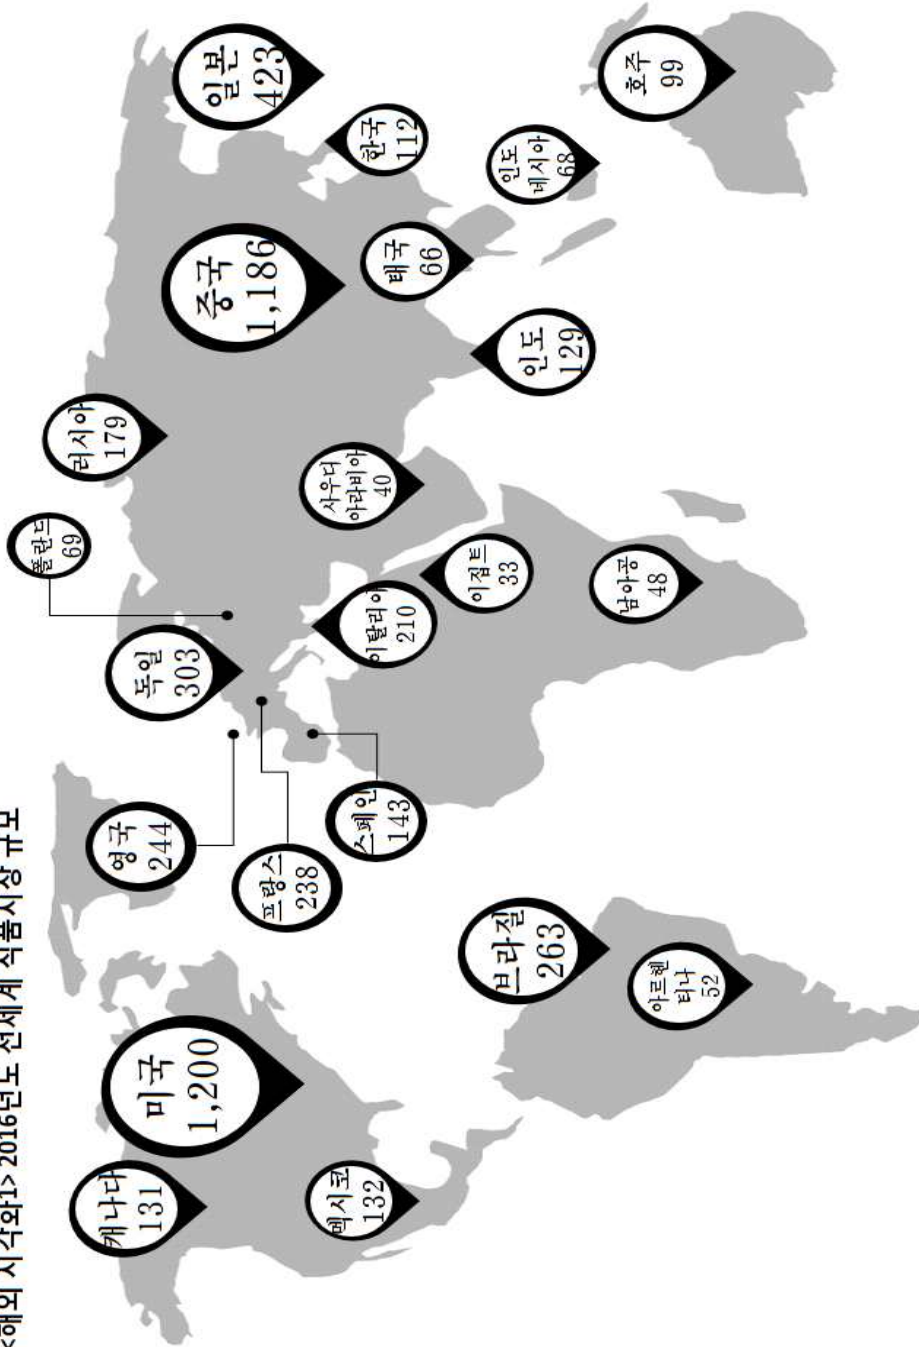 <해외 시각화1> 2016년도 전세계 식품시장 규모
캐나다
131
미국
1,200
멕시코
132
영국
244
프랑스
238
스페인
143
브라질
263
아르헨
티나
52
독일
303
폴란드
69
이탈리아
210
이집트
33
남아공
48
러시아
179
사우디
아라비아
40
중국
1,186
인도
129
태국
66
일본
423
한국
112
인도
네시아
68
호주
99